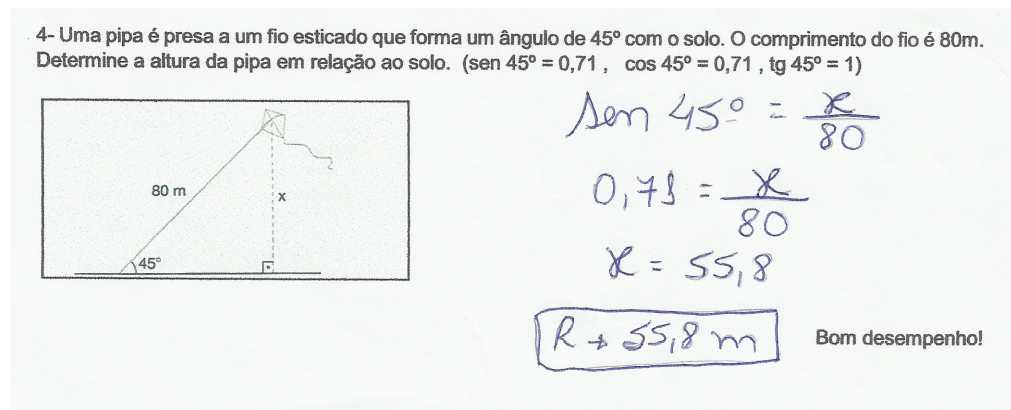 4- Uma pipa é presa a um fio esticado que forma um ângulo de 45º com o solo. O comprimento do fio é 80m.
Determine a altura da pipa em relação ao solo. (sen 45º = 0,71 , cos 45º = 0,71 , tg 45º = 1)
80 m
x
45°
sen 45º = x/80
0,71 = x/80
x = 55,8
R → 55,8 m
Bom desempenho!